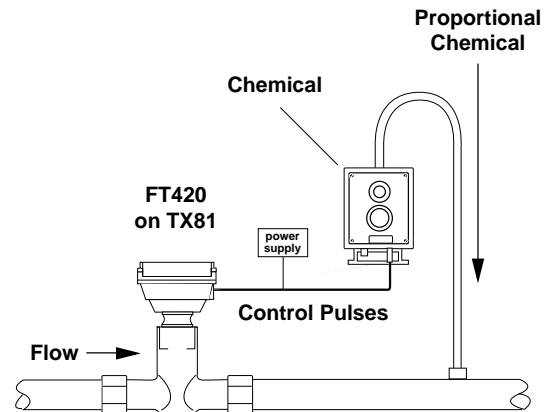 Proportional
Chemical
Chemical
FT420
on TX81
power
supply
Control Pulses
Flow